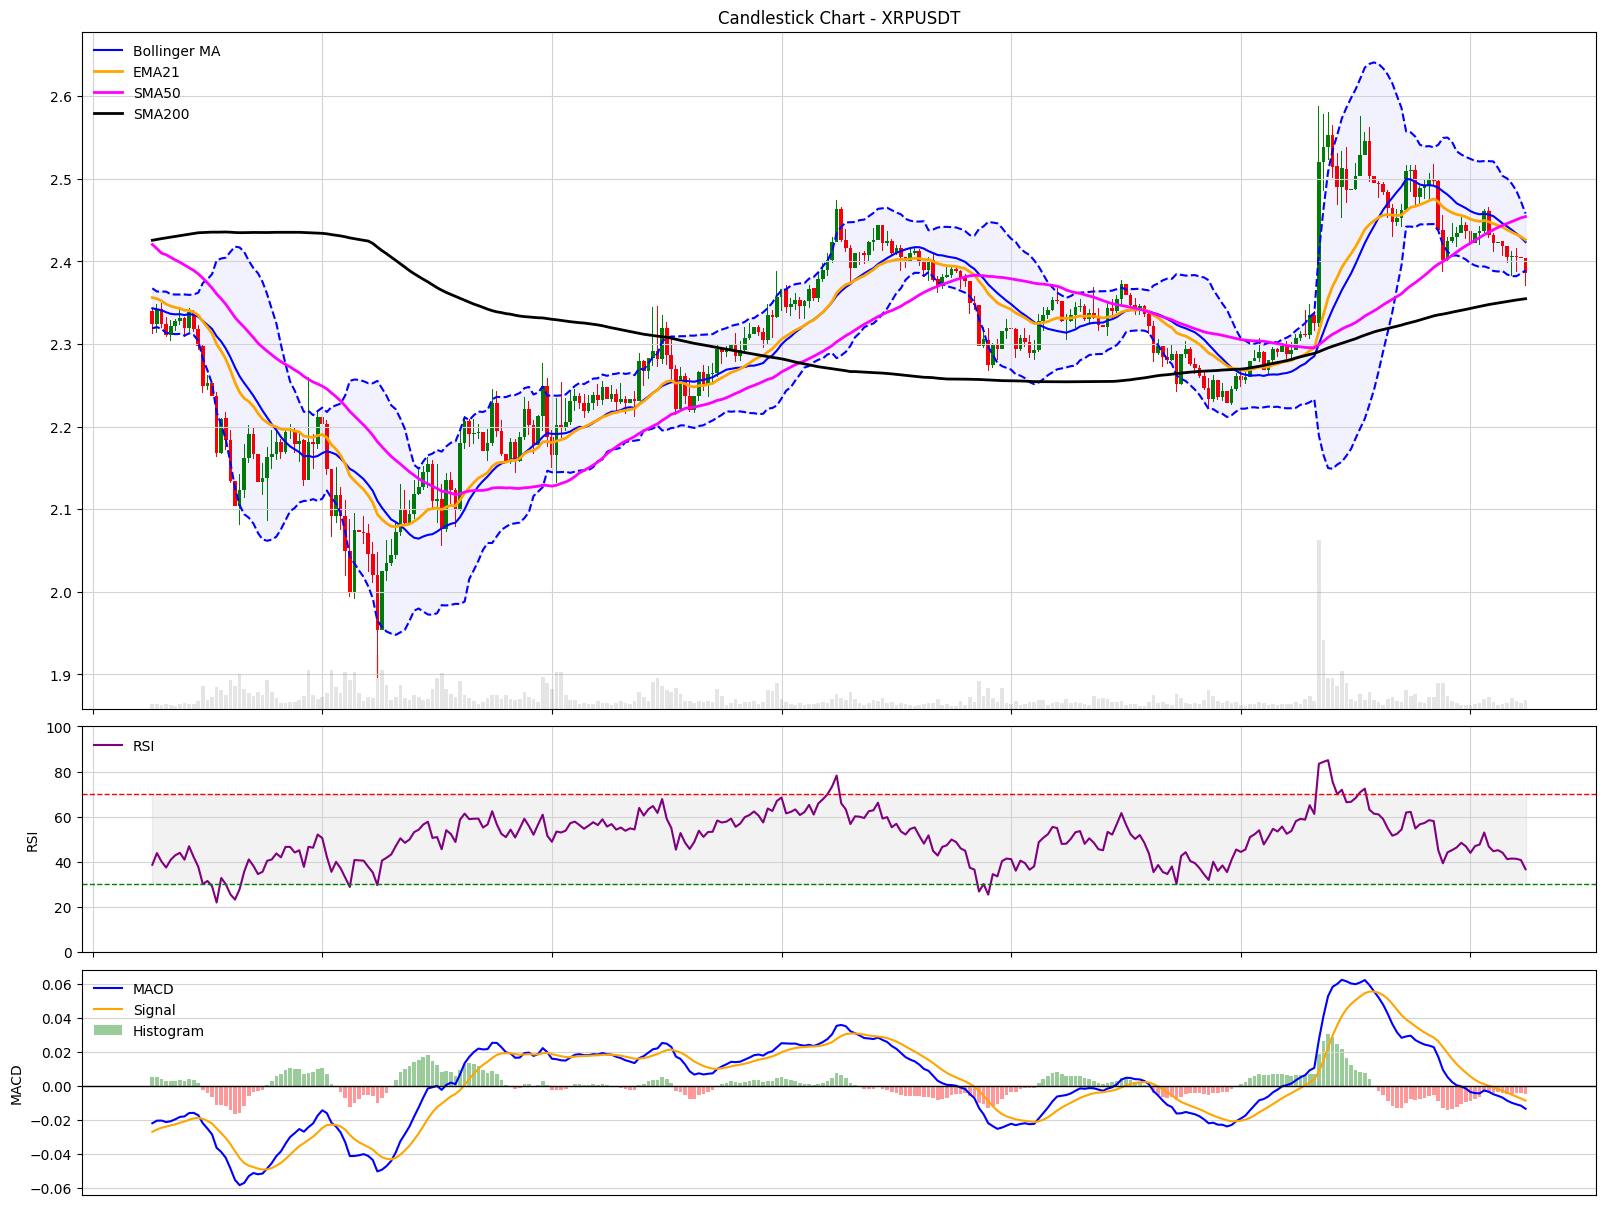 Candlestick Chart - XRPUSDT
Bollinger MA
EMA21
SMA50
SMA200
2.6
2.5
2.4
2.3
2.2
2.1
2.0
1.9
100
RSI
80
60
RSI
40
20
0
0.06
MACD
Signal
0.04
Histogram
0.02
0.00
MACD
−0.02
−0.04
−0.06